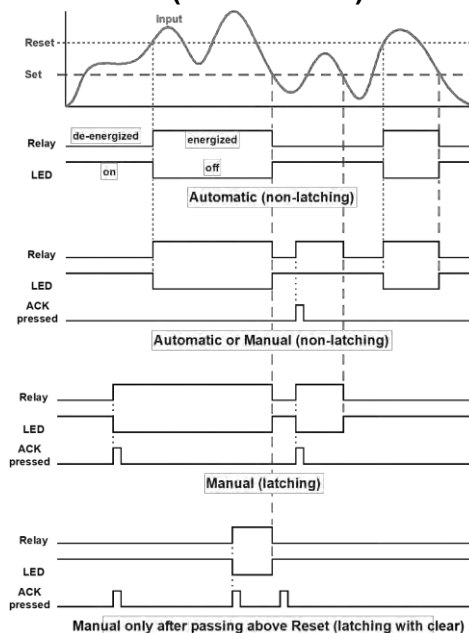 input
Reset
Set
de-energized energized
Relay
LED
on off
Automatic (non-latching)
Relay
LED
ACK
pressed
Automatic or Manual (non-latching)
Relay
LED
ACK
pressed
Manual (latching)
Relay
LED
ACK
pressed
Manual only after passing above Reset (latching with clear)